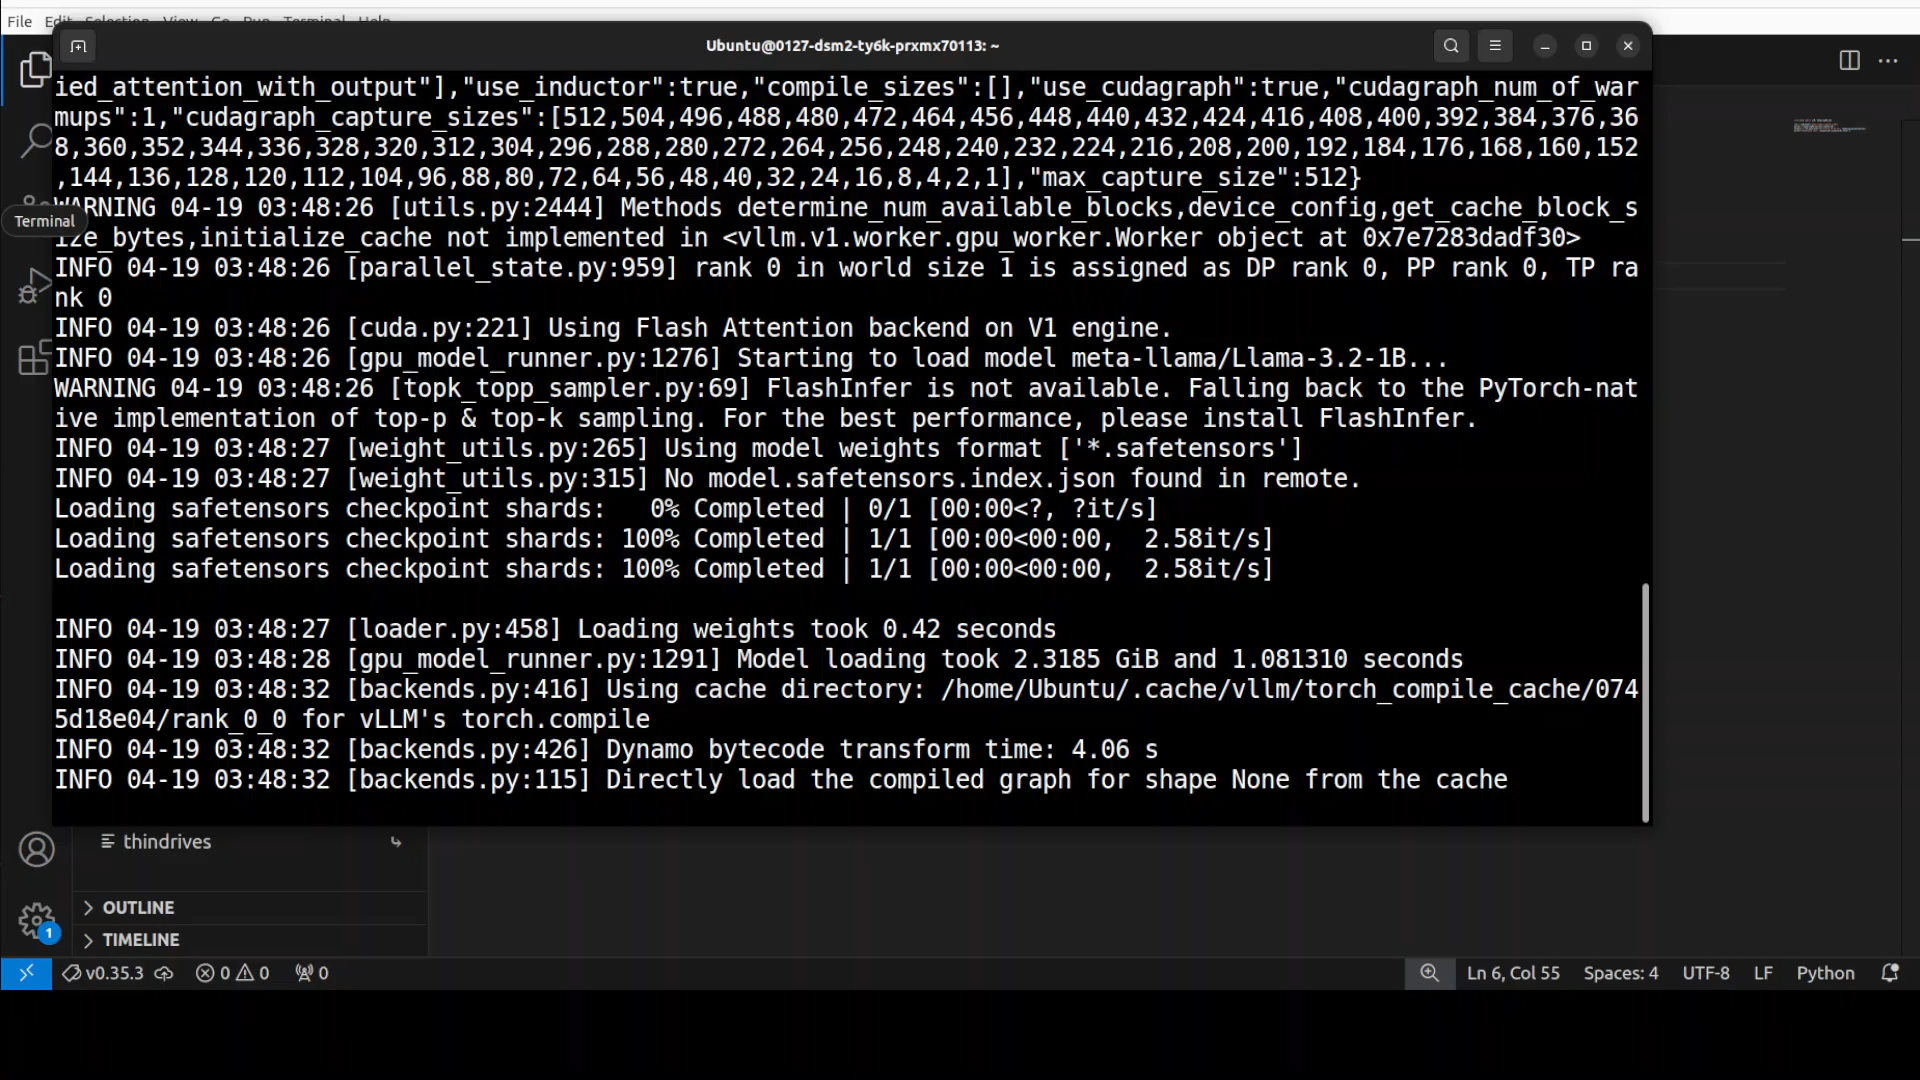 File Edit Selection View Go Run Terminal Help
Ubuntu@0127-dsm2-ty6k-prxmx70113: ~
ied_attention_with_output"],"use_inductor":true,"compile_sizes":[],"use_cudagraph":true,"cudagraph_num_of_war
mups":1,"cudagraph_capture_sizes":[512,504,496,488,480,472,464,456,448,440,432,424,416,408,400,392,384,376,36
8,360,352,344,336,328,320,312,304,296,288,280,272,264,256,248,240,232,224,216,208,200,192,184,176,168,160,152
,144,136,128,120,112,104,96,88,80,72,64,56,48,40,32,24,16,8,4,2,1],"max_capture_size":512}
WARNING 04-19 03:48:26 [utils.py:2444] Methods determine_num_available_blocks,device_config,get_cache_block_s
Terminal
ize_bytes,initialize_cache not implemented in <vllm.v1.worker.gpu_worker.Worker object at 0x7e7283dadf30>
INFO 04-19 03:48:26 [parallel_state.py:959] rank 0 in world size 1 is assigned as DP rank 0, PP rank 0, TP ra
nk 0
INFO 04-19 03:48:26 [cuda.py:221] Using Flash Attention backend on V1 engine.
INFO 04-19 03:48:26 [gpu_model_runner.py:1276] Starting to load model meta-llama/Llama-3.2-1B...
WARNING 04-19 03:48:26 [topk_topp_sampler.py:69] FlashInfer is not available. Falling back to the PyTorch-nat
ive implementation of top-p & top-k sampling. For the best performance, please install FlashInfer.
INFO 04-19 03:48:27 [weight_utils.py:265] Using model weights format ['*.safetensors']
INFO 04-19 03:48:27 [weight_utils.py:315] No model.safetensors.index.json found in remote.
Loading safetensors checkpoint shards:   0% Completed | 0/1 [00:00<?, ?it/s]
Loading safetensors checkpoint shards: 100% Completed | 1/1 [00:00<00:00,  2.58it/s]
Loading safetensors checkpoint shards: 100% Completed | 1/1 [00:00<00:00,  2.58it/s]
INFO 04-19 03:48:27 [loader.py:458] Loading weights took 0.42 seconds
INFO 04-19 03:48:28 [gpu_model_runner.py:1291] Model loading took 2.3185 GiB and 1.081310 seconds
INFO 04-19 03:48:32 [backends.py:416] Using cache directory: /home/Ubuntu/.cache/vllm/torch_compile_cache/074
5d18e04/rank_0_0 for vLLM's torch.compile
INFO 04-19 03:48:32 [backends.py:426] Dynamo bytecode transform time: 4.06 s
INFO 04-19 03:48:32 [backends.py:115] Directly load the compiled graph for shape None from the cache
thindrives
OUTLINE
1
TIMELINE
v0.35.3 0 0 0 Ln 6, Col 55 Spaces: 4 UTF-8 LF Python